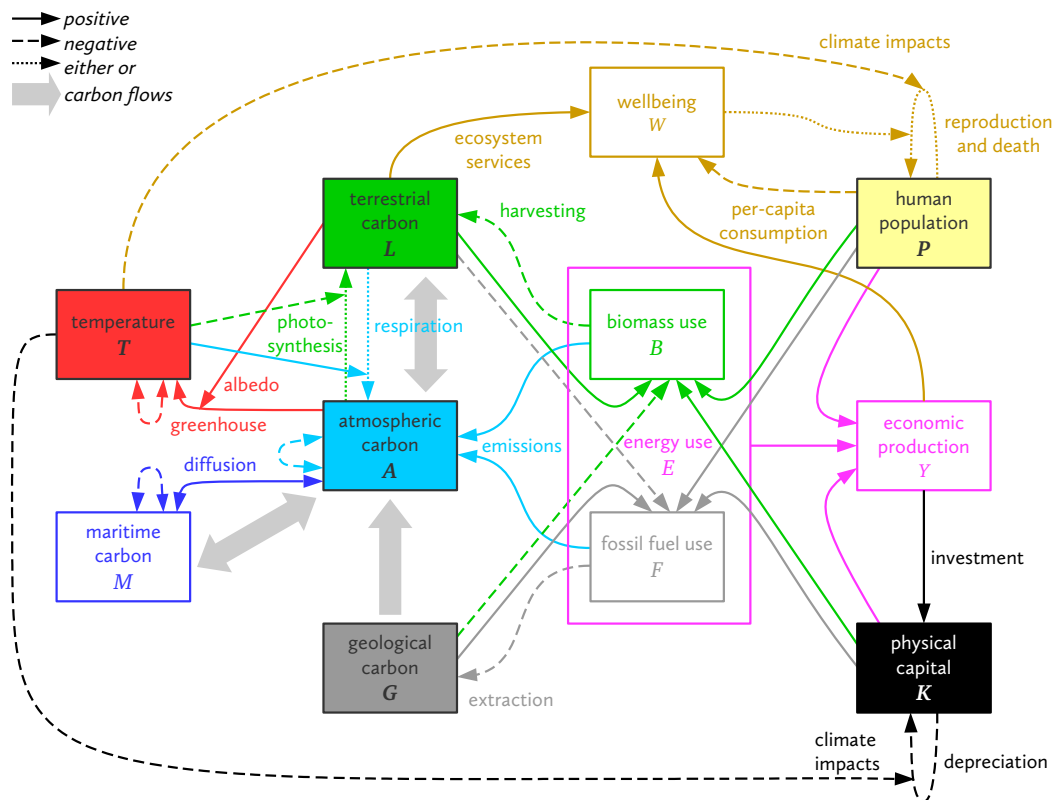 positive
negative
either or
carbon flows
climate impacts
wellbeing
W
ecosystem
services
reproduction
and death
terrestrial
carbon
L
harvesting
per-capita
consumption
human
population
P
temperature
T
photo-
synthesis
respiration
biomass use
B
albedo
greenhouse
atmospheric
carbon
A
emissions
energy use
E
economic
production
Y
diffusion
maritime
carbon
M
fossil fuel use
F
investment
geological
carbon
G
extraction
physical
capital
K
climate
impacts
depreciation